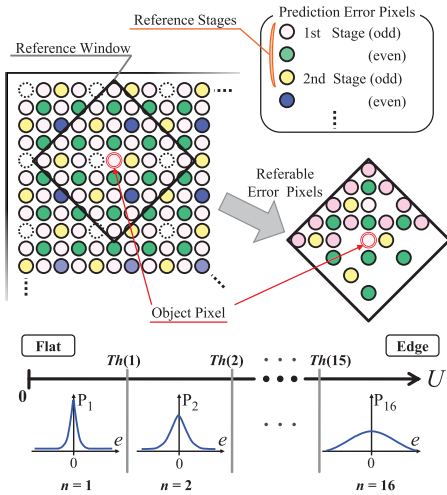 Reference Stages
Prediction Error Pixels
Reference Window
1st Stage (odd)
(even)
2nd Stage (odd)
(even)
Referable
Error Pixels
Object Pixel
Flat
Th(1)
Th(2)
Th(15)
Edge
U
0
P1
e
0
P2
e
0
P16
e
0
n = 1
n = 2
n = 16